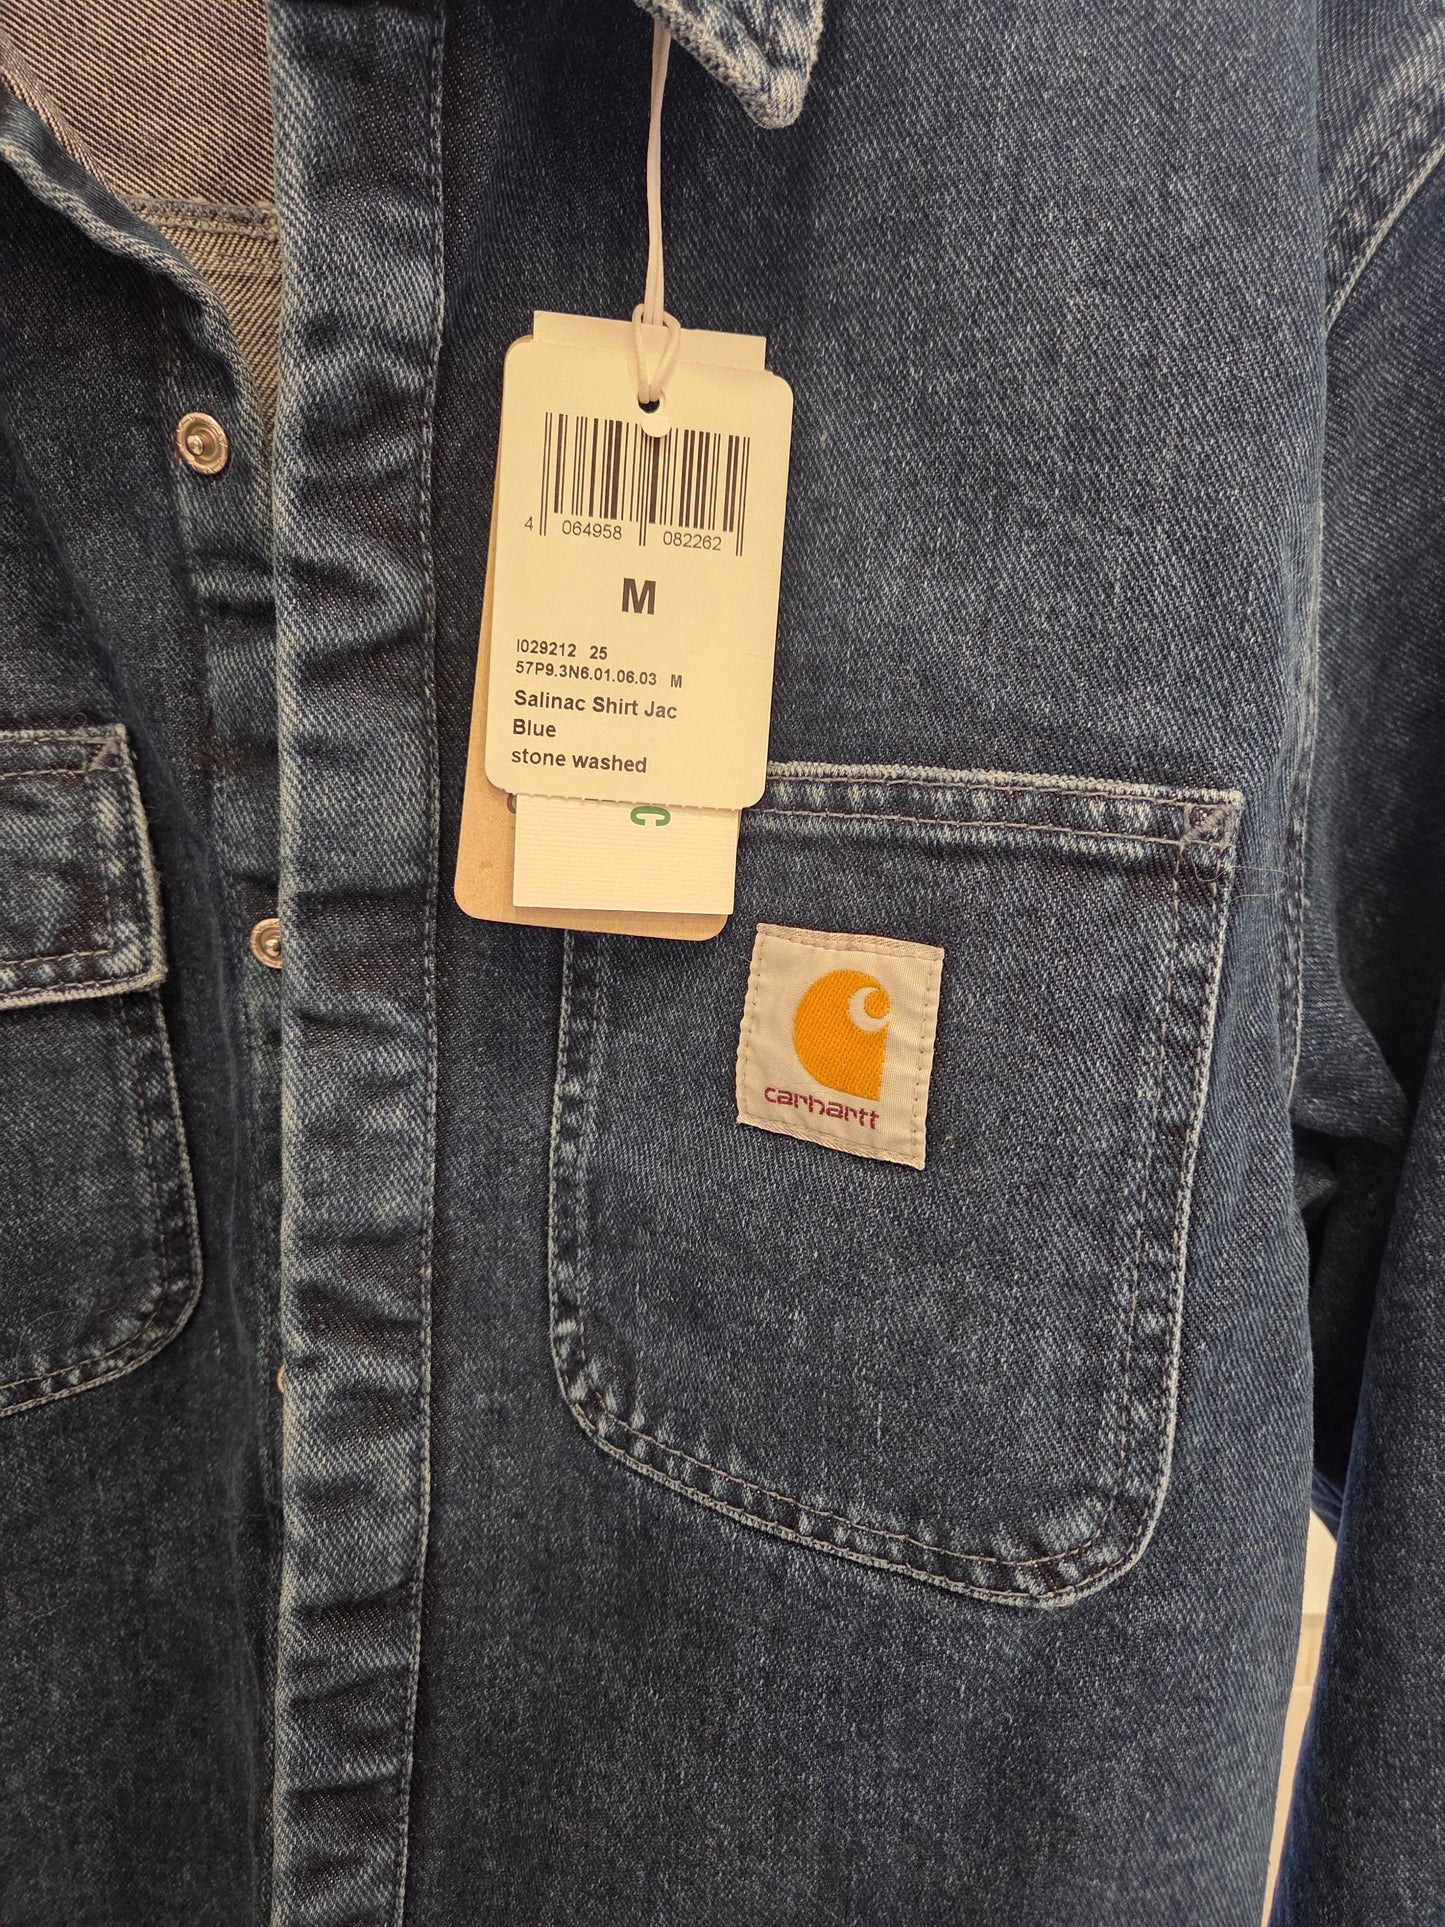 4 064958 082262
M
I029212 25
57P9.3N6.01.06.03 M
Salinac Shirt Jac
Blue
stone washed
C
carhartt